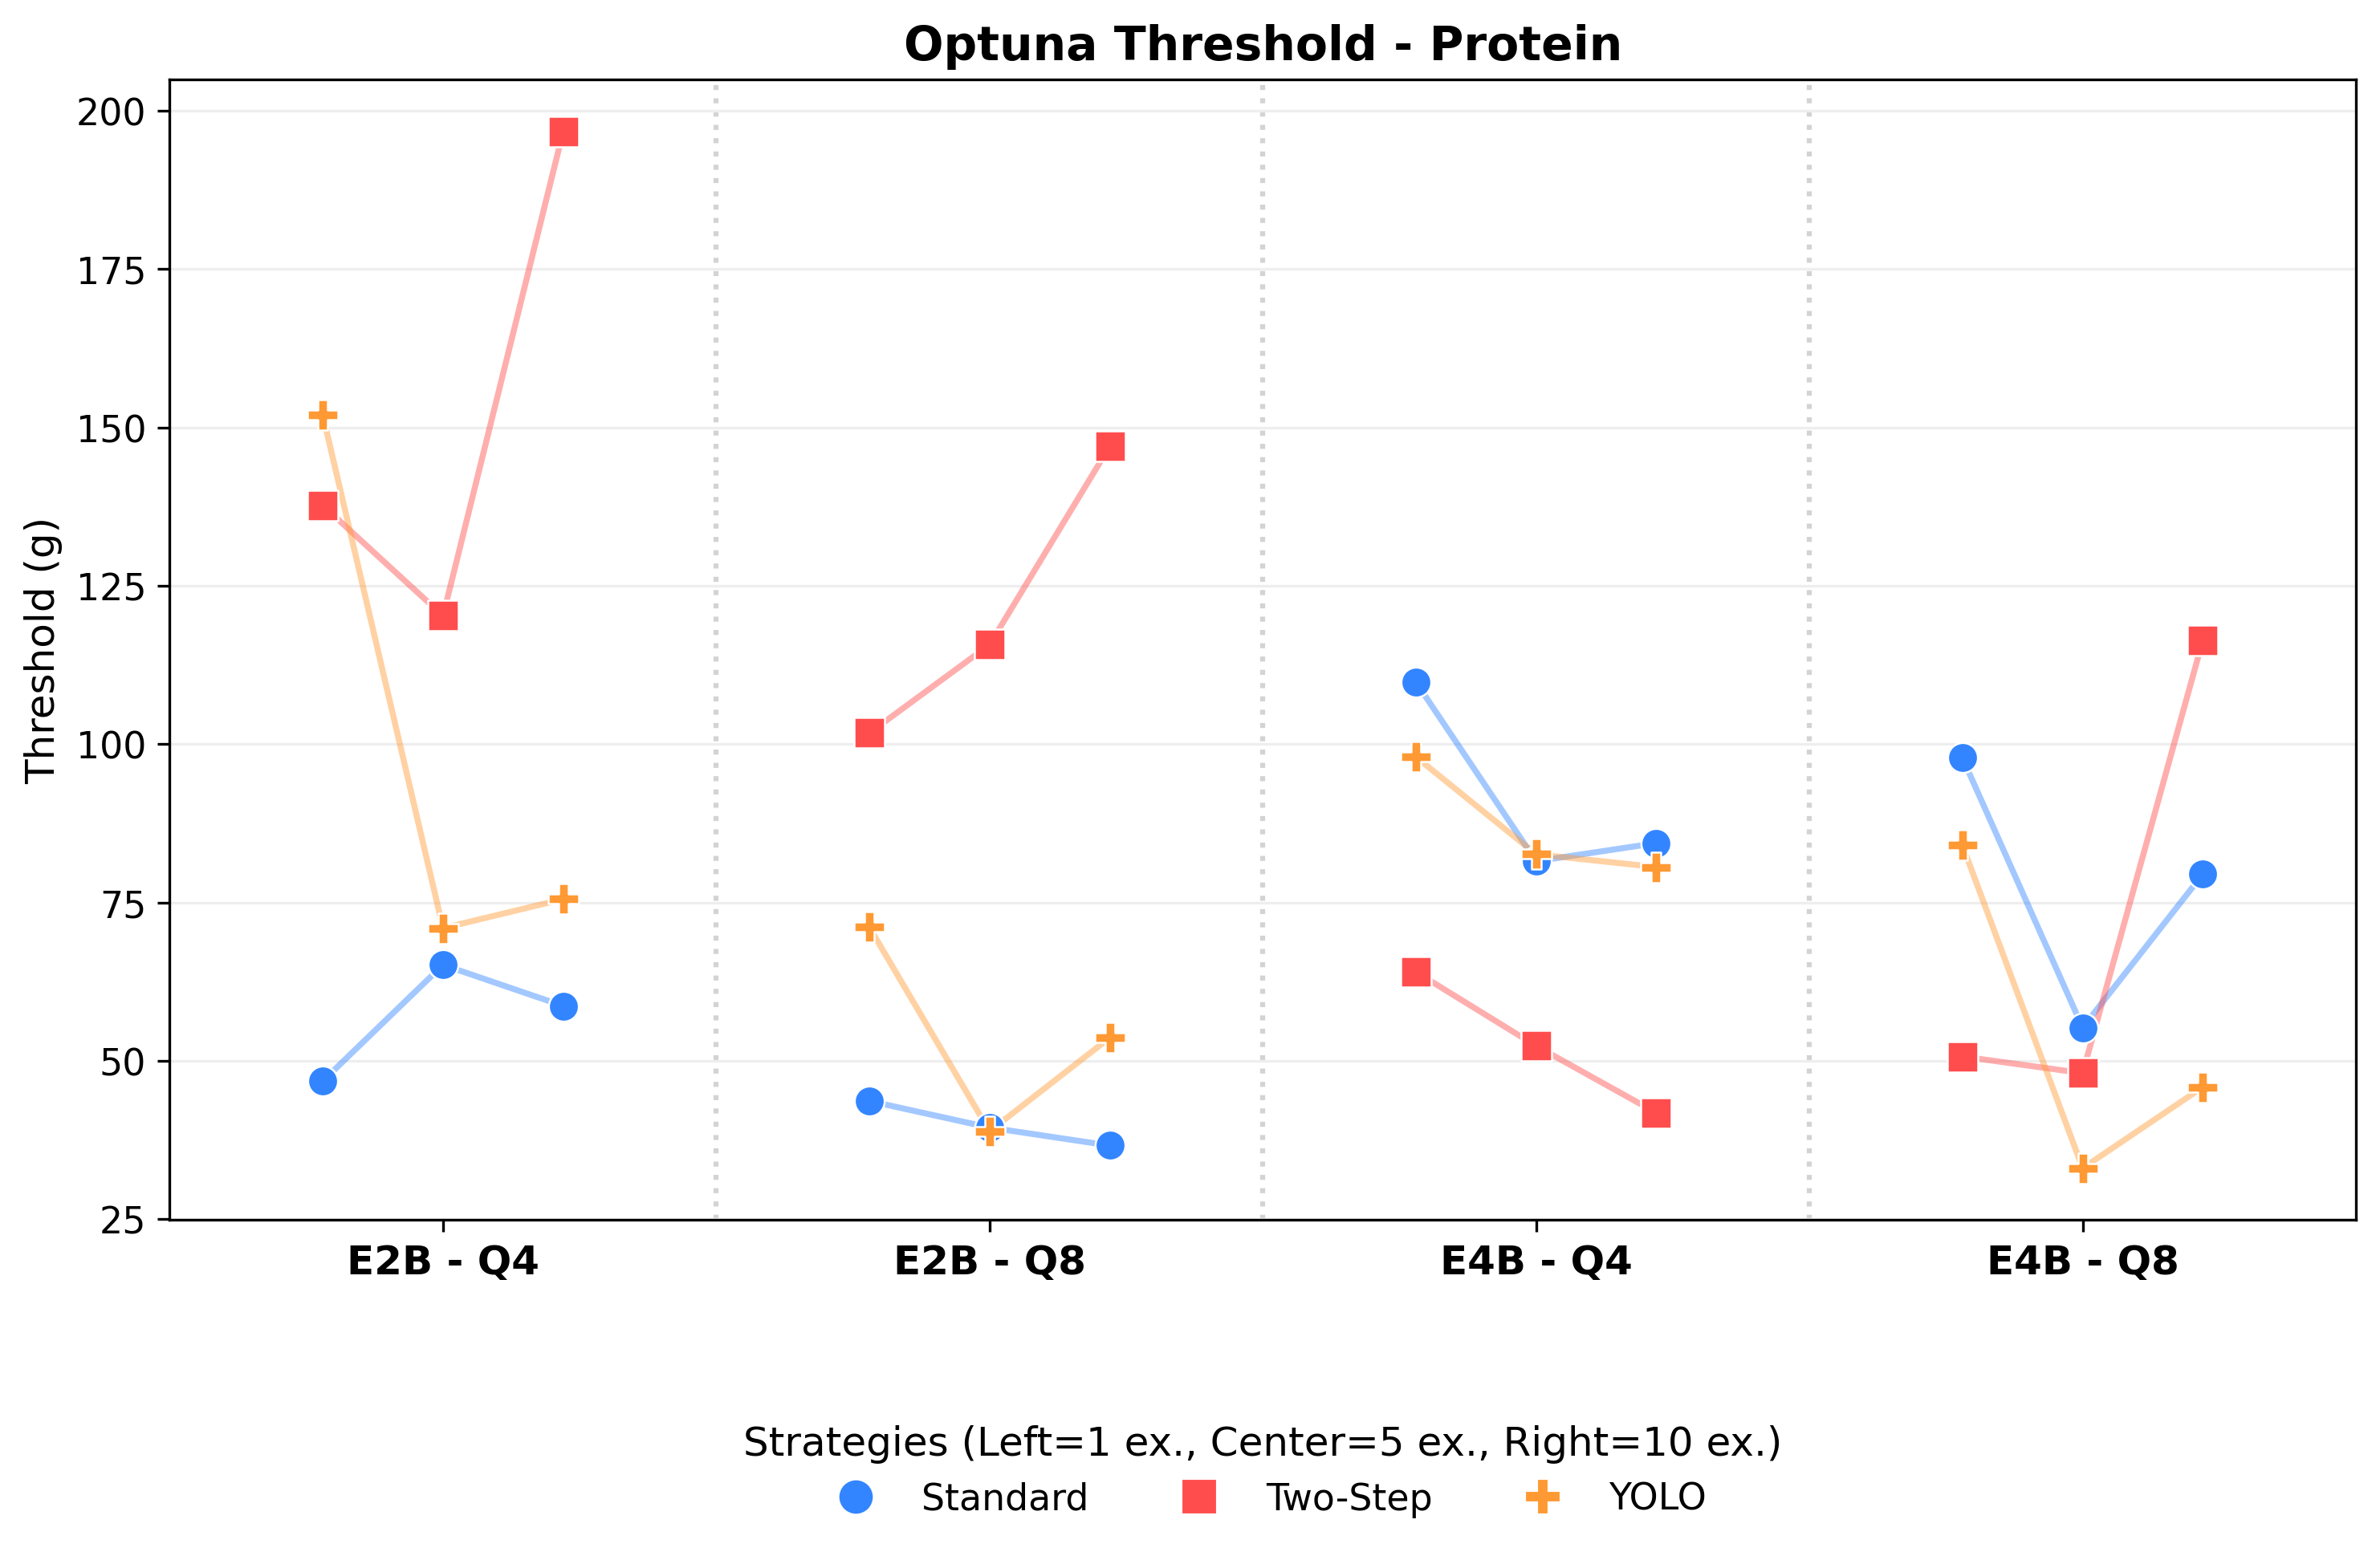 Optuna Threshold - Protein
200
175
150
125
100
75
50
25
Threshold (g)
E2B - Q4 E2B - Q8 E4B - Q4 E4B - Q8
Strategies (Left=1 ex., Center=5 ex., Right=10 ex.)
Standard Two-Step YOLO